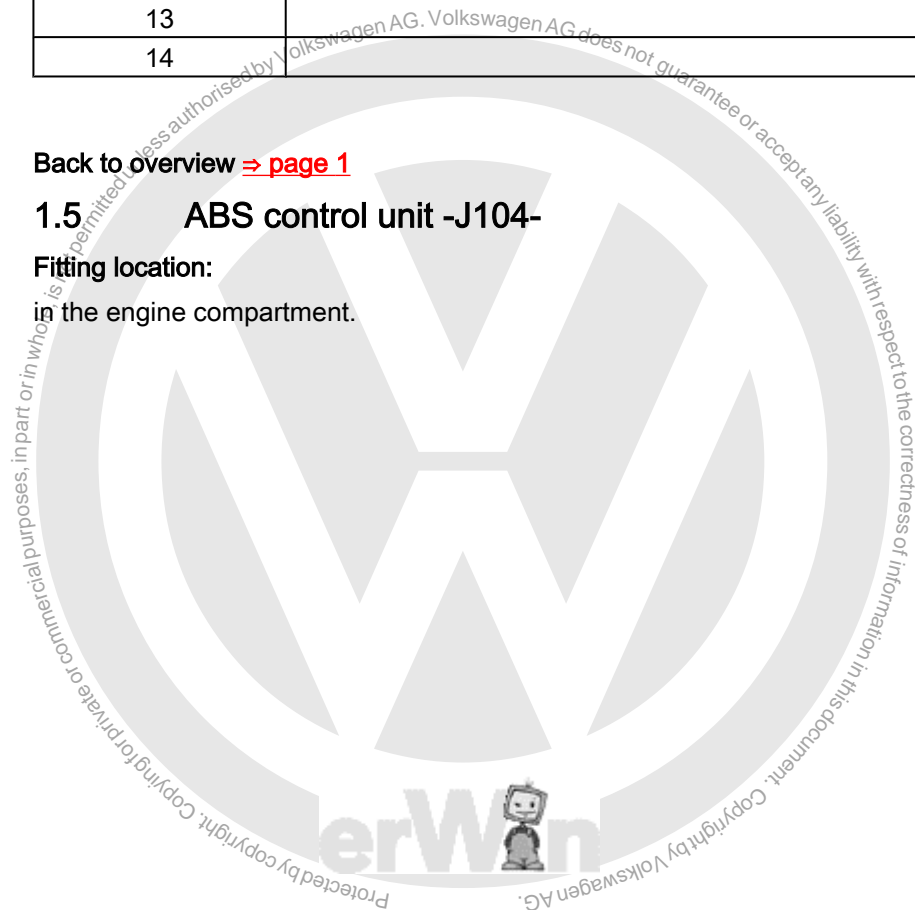 13
14
Back to overview ⇒ page 1
1.5 ABS control unit -J104-
Fitting location:
in the engine compartment.
Protected by copyright. Copying for private or commercial purposes, in part or in whole, is not permitted unless authorised by Volkswagen AG. Volkswagen AG does not guarantee or accept any liability with respect to the correctness of information in this document. Copyright by Volkswagen AG.
erWin